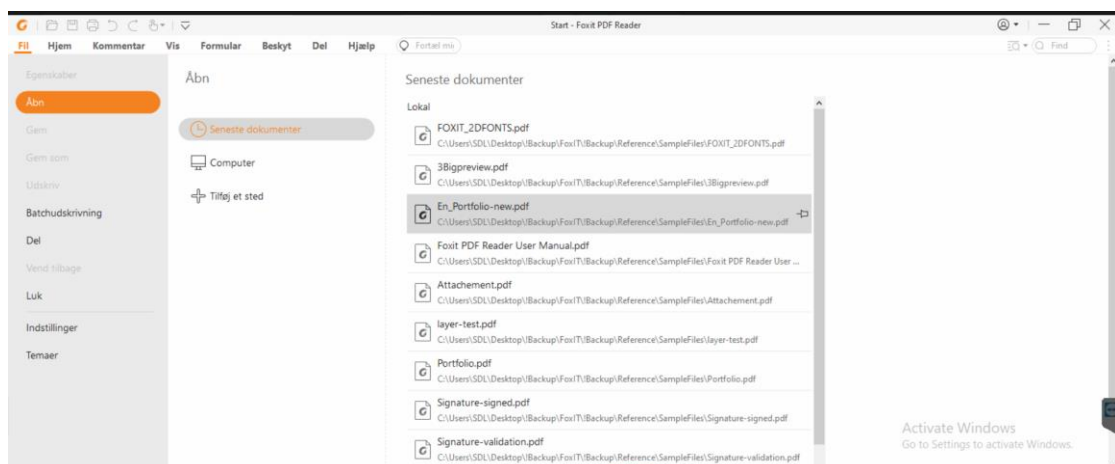 Start - Foxit PDF Reader
Fil Hjem Kommentar Vis Formular Beskyt Del Hjælp Fortæl mi Find
Egenskaber
Åbn
Gem
Gem som
Udskriv
Batchudskrivning
Del
Vend tilbage
Luk
Indstillinger
Temaer
Åbn
Seneste dokumenter
Computer
Tilføj et sted
Seneste dokumenter
Lokal
FOXIT_2DFONTS.pdf
C:\Users\SDL\Desktop\!Backup\FoxIT\!Backup\Reference\SampleFiles\FOXIT_2DFONTS.pdf
3Bigpreview.pdf
C:\Users\SDL\Desktop\!Backup\FoxIT\!Backup\Reference\SampleFiles\3Bigpreview.pdf
En_Portfolio-new.pdf
C:\Users\SDL\Desktop\!Backup\FoxIT\!Backup\Reference\SampleFiles\En_Portfolio-new.pdf
Foxit PDF Reader User Manual.pdf
C:\Users\SDL\Desktop\!Backup\FoxIT\!Backup\Reference\SampleFiles\Foxit PDF Reader User ...
Attachement.pdf
C:\Users\SDL\Desktop\!Backup\FoxIT\!Backup\Reference\SampleFiles\Attachement.pdf
layer-test.pdf
C:\Users\SDL\Desktop\!Backup\FoxIT\!Backup\Reference\SampleFiles\layer-test.pdf
Portfolio.pdf
C:\Users\SDL\Desktop\!Backup\FoxIT\!Backup\Reference\SampleFiles\Portfolio.pdf
Signature-signed.pdf
C:\Users\SDL\Desktop\!Backup\FoxIT\!Backup\Reference\SampleFiles\Signature-signed.pdf
Signature-validation.pdf
C:\Users\SDL\Desktop\!Backup\FoxIT\!Backup\Reference\SampleFiles\Signature-validation.pdf
Activate Windows
Go to Settings to activate Windows.